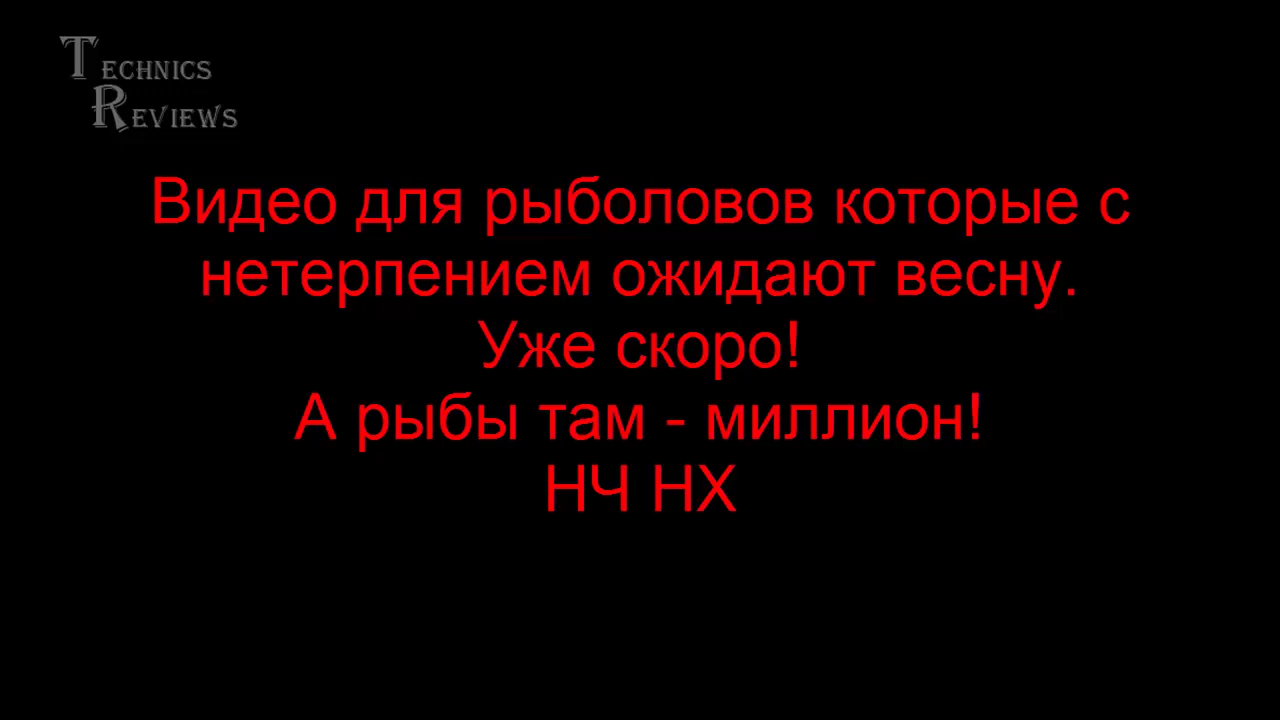 Technics
Reviews
Видео для рыболовов которые с
нетерпением ожидают весну.
Уже скоро!
А рыбы там - миллион!
НЧ НХ